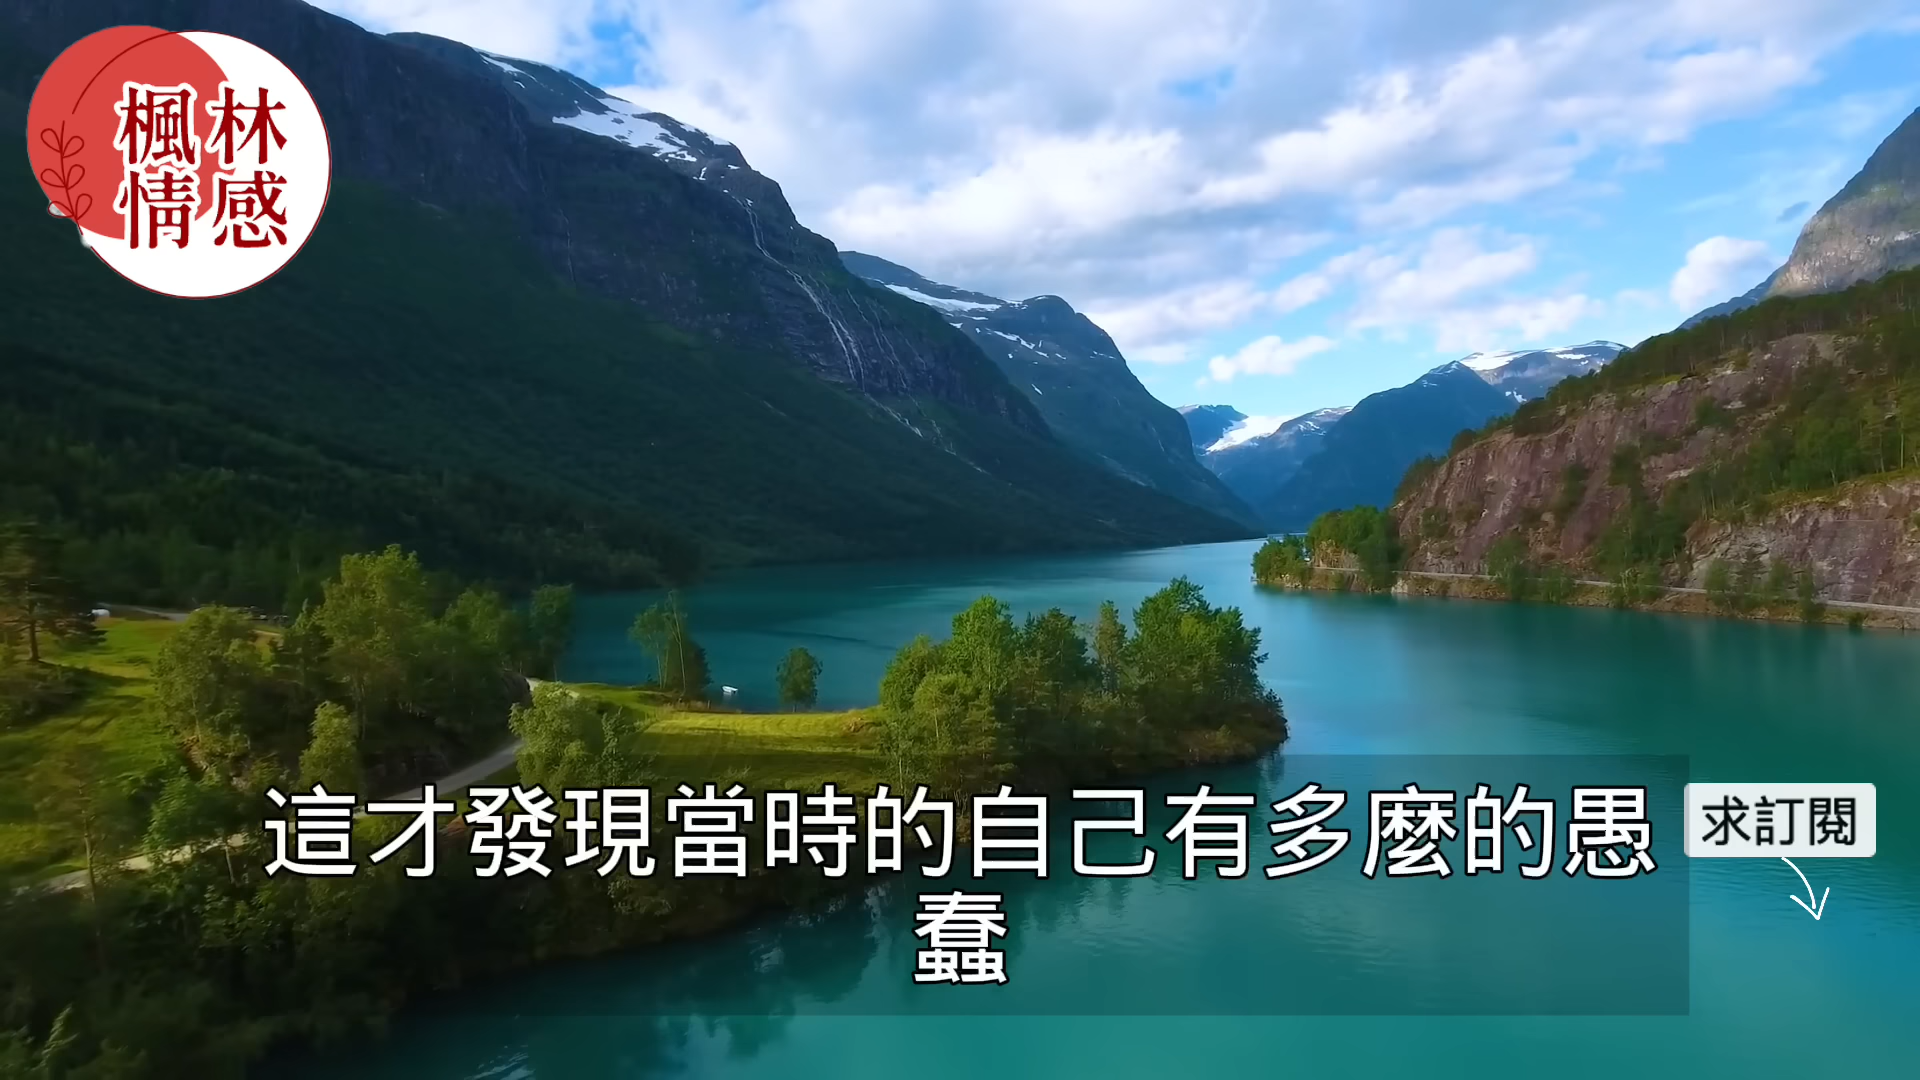 楓林
情感
這才發現當時的自己有多麼的愚
蠢
求訂閱